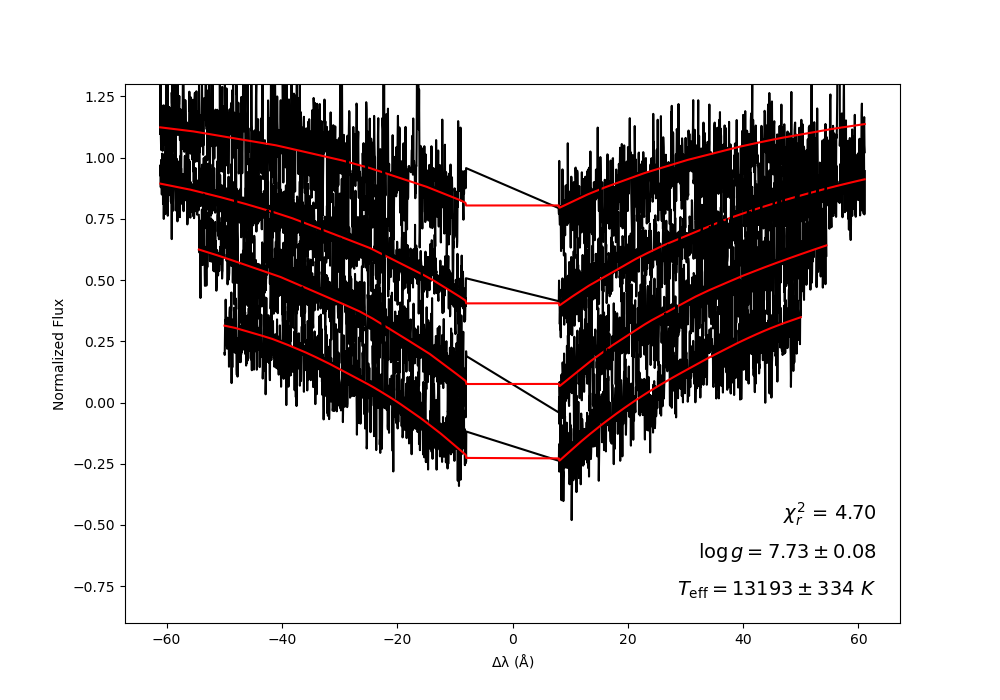 1.25
1.00
0.75
0.50
0.25
0.00
−0.25
−0.50
−0.75
Normalized Flux
χ²ᵣ = 4.70
log g = 7.73 ± 0.08
T_eff = 13193 ± 334 K
−60 −40 −20 0 20 40 60
Δλ (Å)